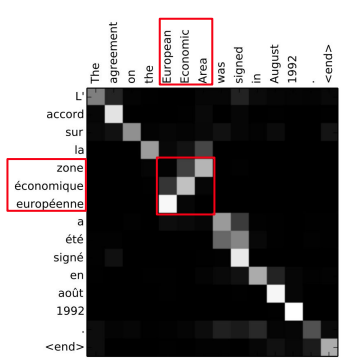 The
agreement
on
the
European
Economic
Area
was
signed
in
August
1992
.
<end>
L'
accord
sur
la
zone
économique
européenne
a
été
signé
en
août
1992
.
<end>